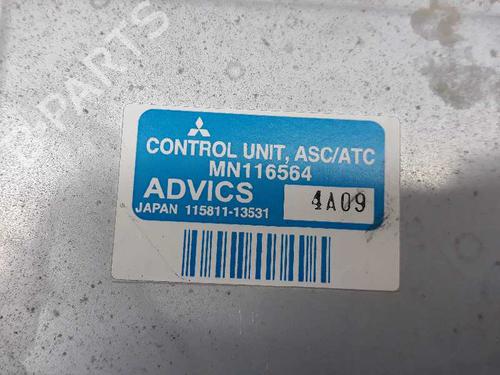 CONTROL UNIT, ASC/ATC
MN116564
ADVICS
4A09
JAPAN 115811-13531